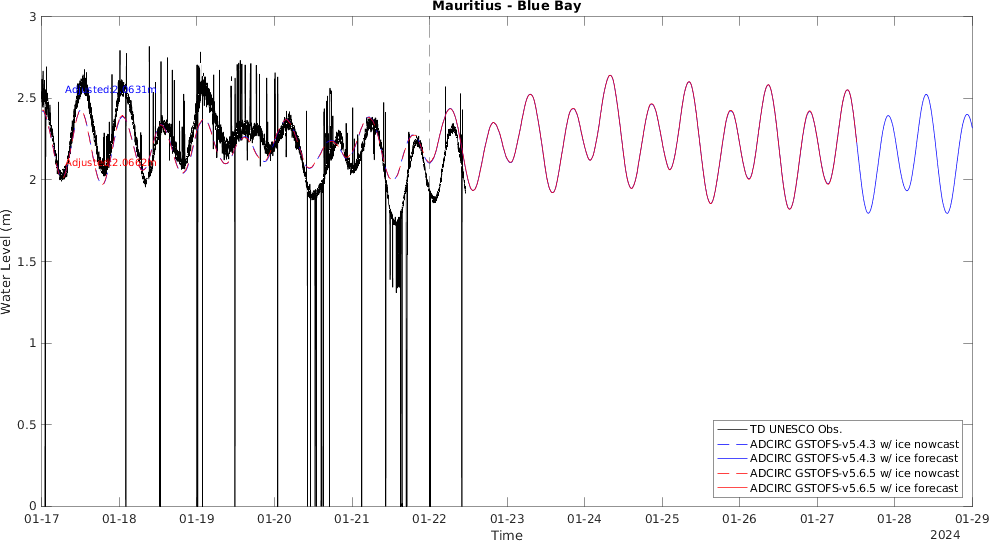 Mauritius - Blue Bay
3
2.5
2
1.5
1
0.5
0
Water Level (m)
Adjusted:2.0631m
Adjusted:2.0662m
TD UNESCO Obs.
ADCIRC GSTOFS-v5.4.3 w/ ice nowcast
ADCIRC GSTOFS-v5.4.3 w/ ice forecast
ADCIRC GSTOFS-v5.6.5 w/ ice nowcast
ADCIRC GSTOFS-v5.6.5 w/ ice forecast
01-17 01-18 01-19 01-20 01-21 01-22 01-23 01-24 01-25 01-26 01-27 01-28 01-29
Time
2024